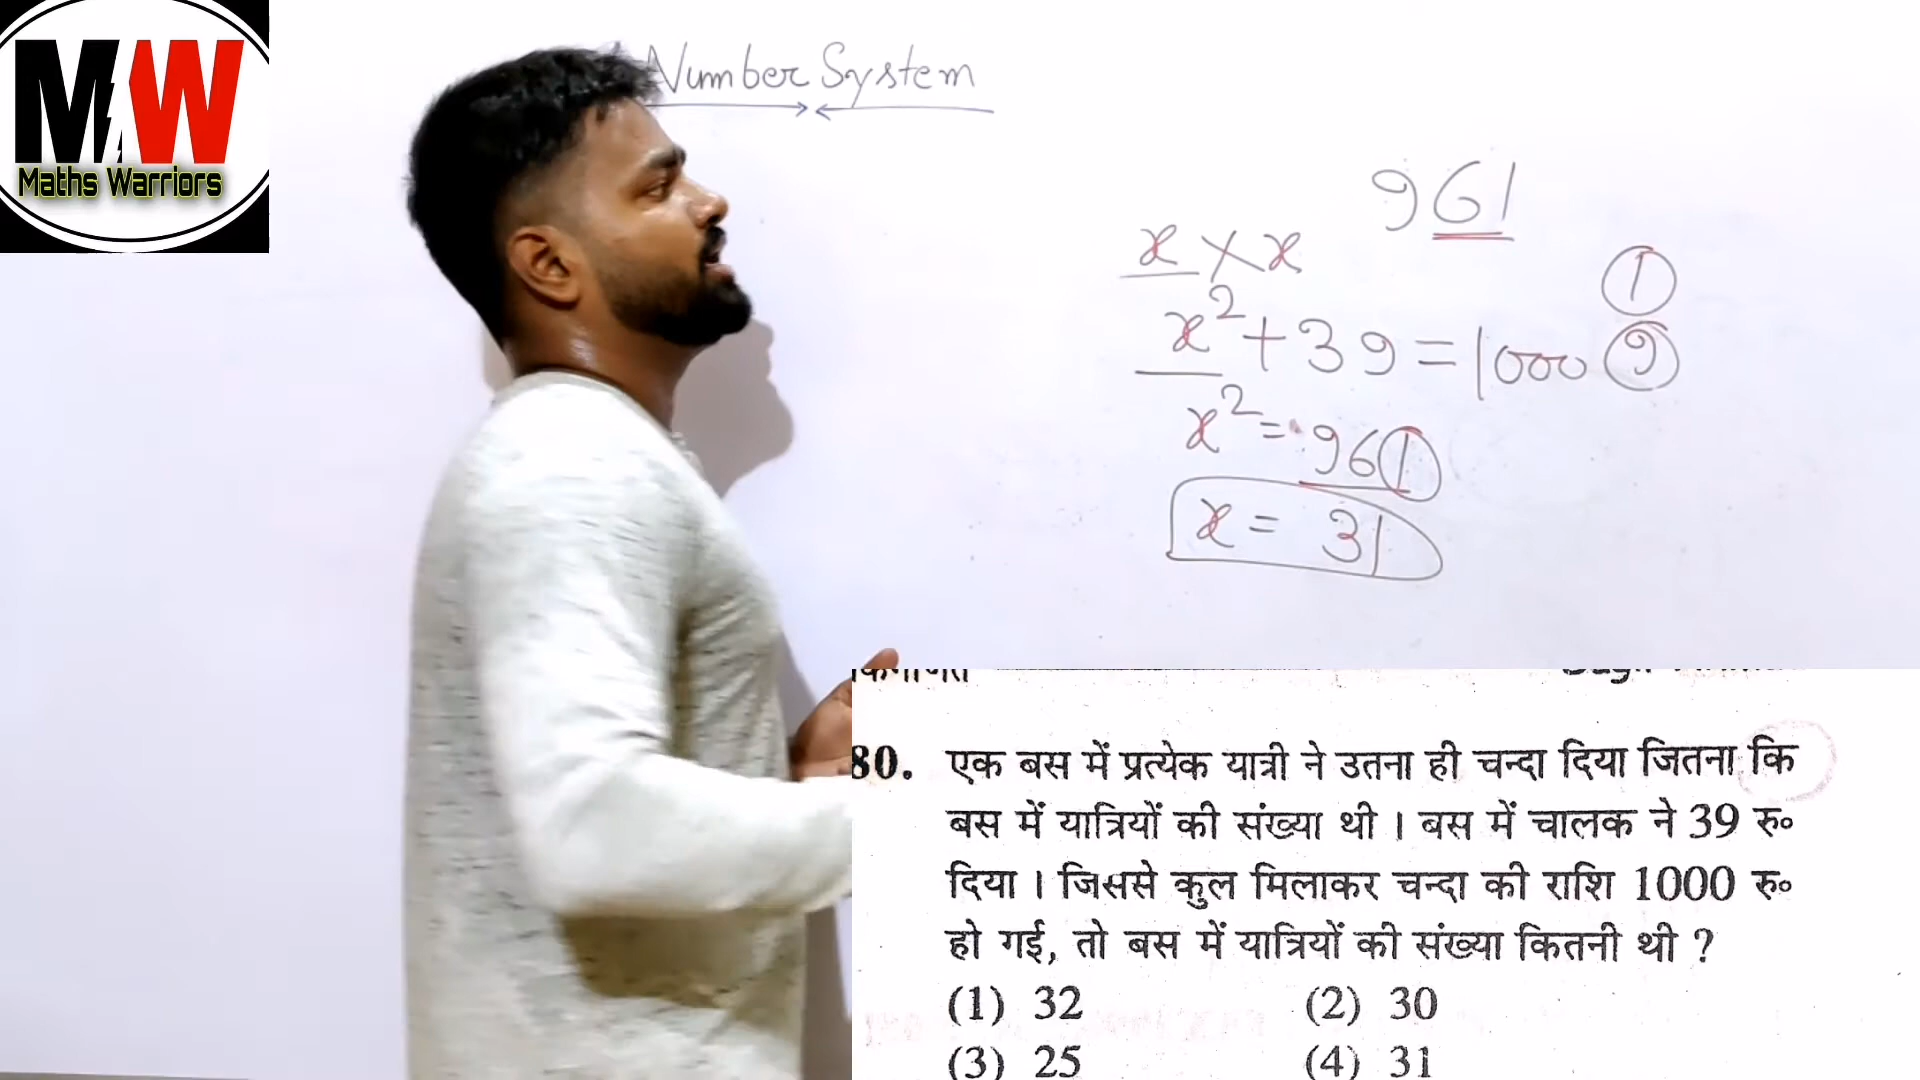 MW
Maths Warriors
Number System
961
x × x
1
x² + 39 = 1000
9
x² = 961
x = 31
80. एक बस में प्रत्येक यात्री ने उतना ही चन्दा दिया जितना कि
बस में यात्रियों की संख्या थी । बस में चालक ने 39 रु०
दिया । जिससे कुल मिलाकर चन्दा की राशि 1000 रु०
हो गई, तो बस में यात्रियों की संख्या कितनी थी ?
(1) 32 (2) 30
(3) 25 (4) 31